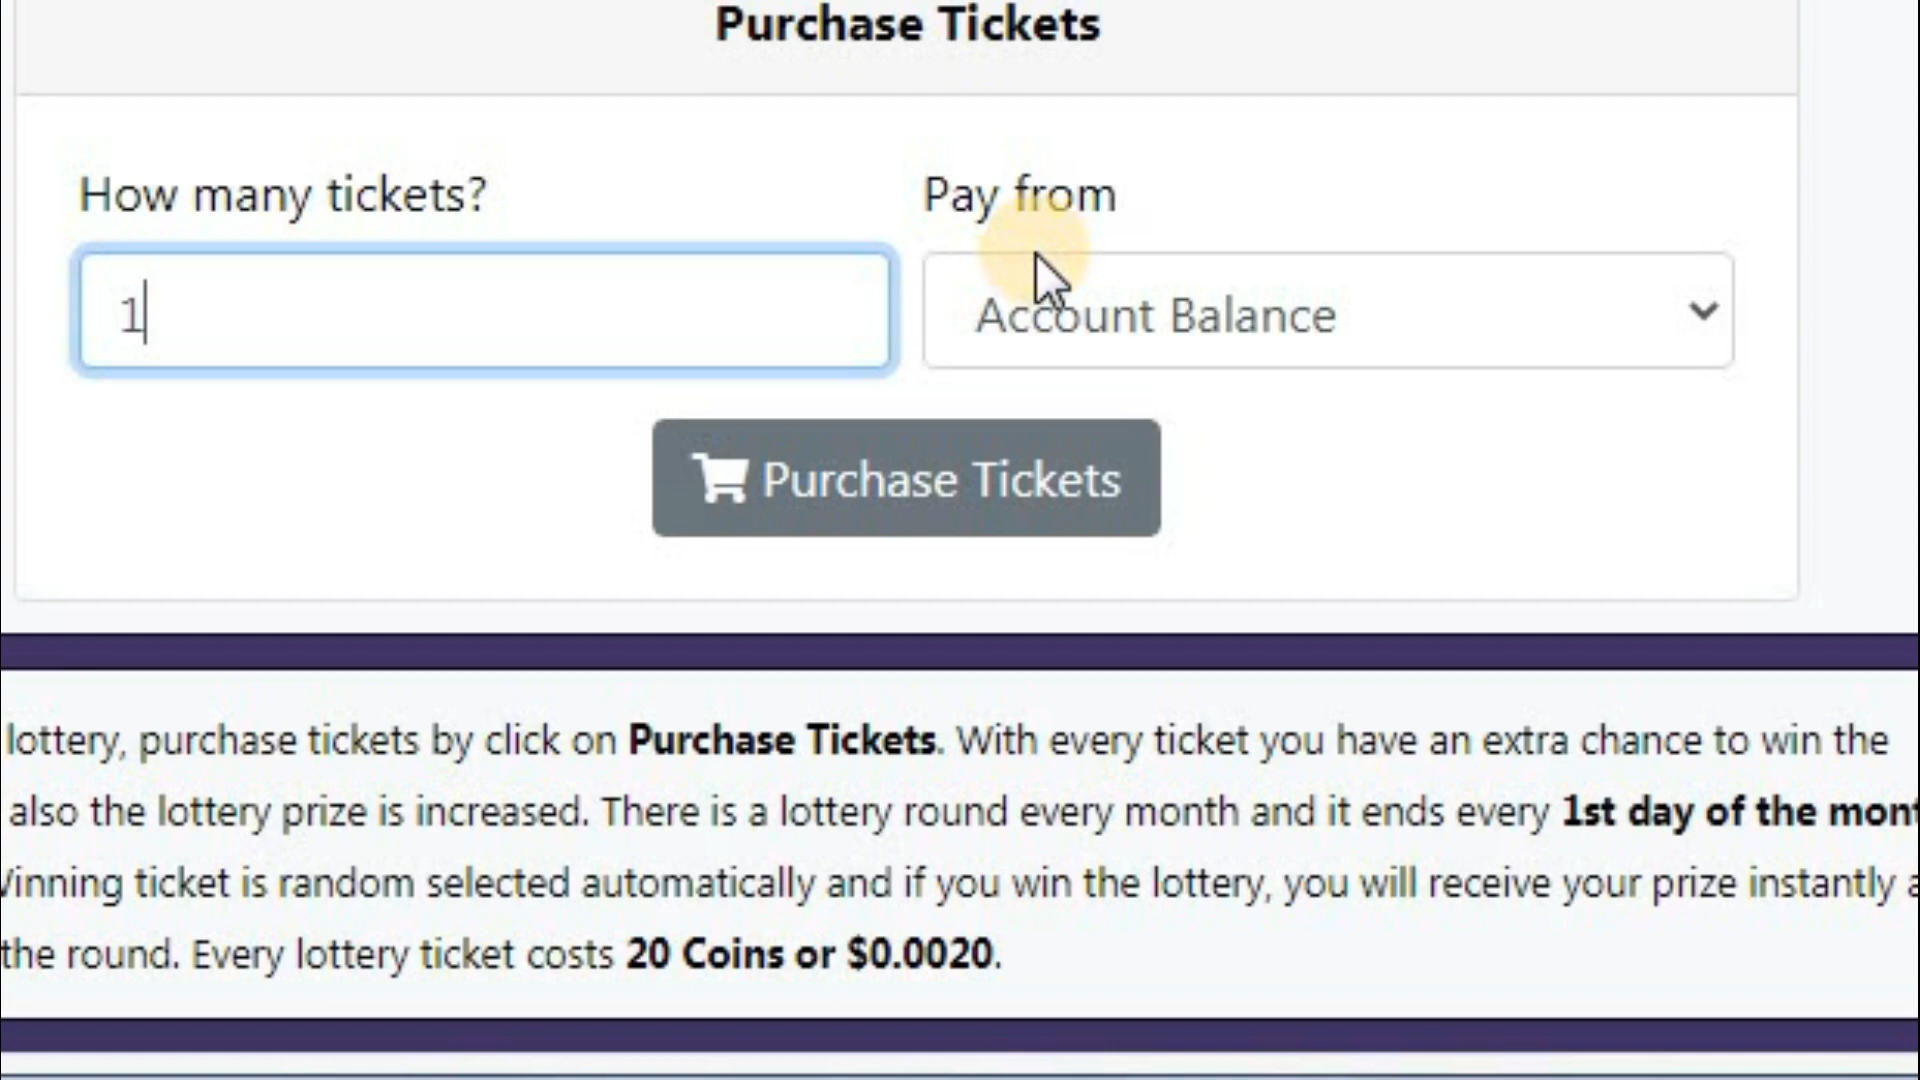 Purchase Tickets
How many tickets?
Pay from
1
Account Balance
Purchase Tickets
lottery, purchase tickets by click on Purchase Tickets. With every ticket you have an extra chance to win the
also the lottery prize is increased. There is a lottery round every month and it ends every 1st day of the
ticket is random selected automatically and if you win the lottery, you will receive your prize instantly
the round. Every lottery ticket costs 20 Coins or $0.0020.